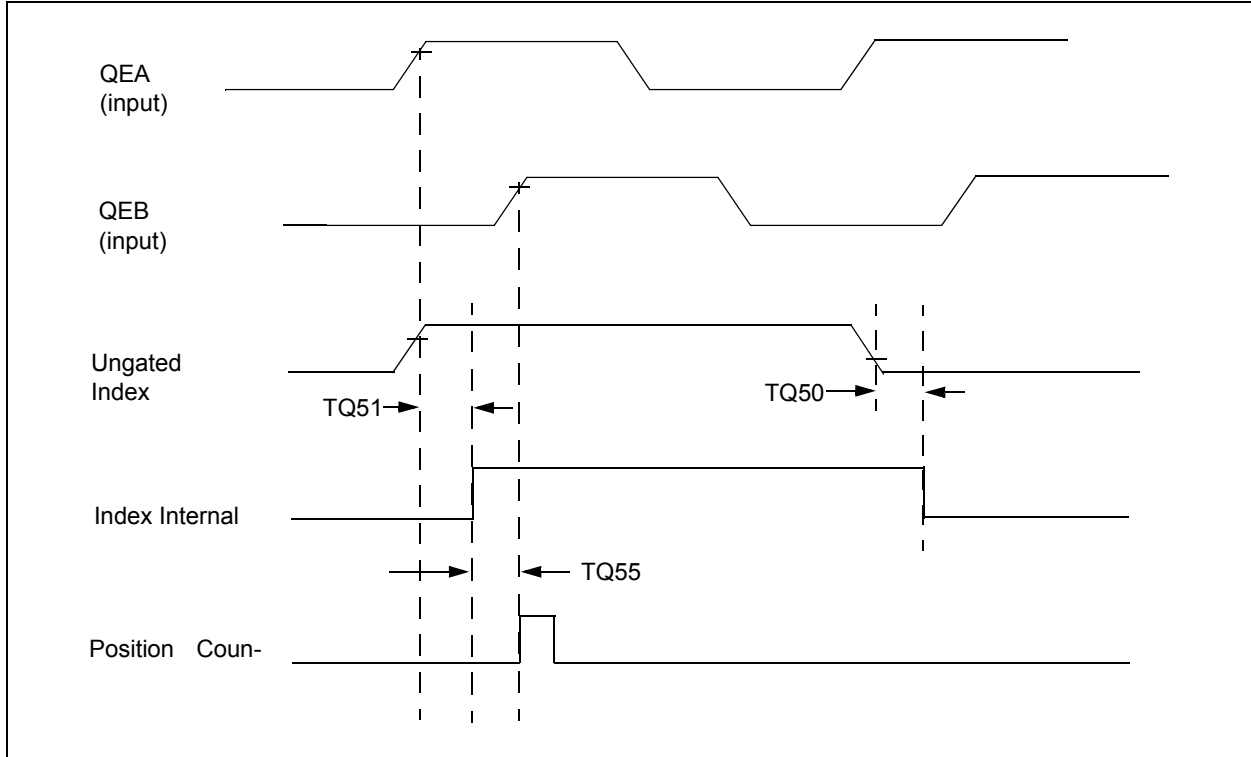 QEA
(input)
QEB
(input)
Ungated
Index
TQ51
TQ50
Index Internal
TQ55
Position Coun-